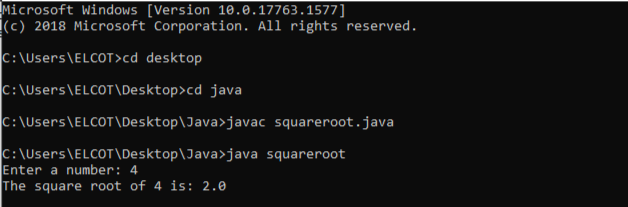 Microsoft Windows [Version 10.0.17763.1577]
(c) 2018 Microsoft Corporation. All rights reserved.
C:\Users\ELCOT>cd desktop
C:\Users\ELCOT\Desktop>cd java
C:\Users\ELCOT\Desktop\Java>javac squareroot.java
C:\Users\ELCOT\Desktop\Java>java squareroot
Enter a number: 4
The square root of 4 is: 2.0